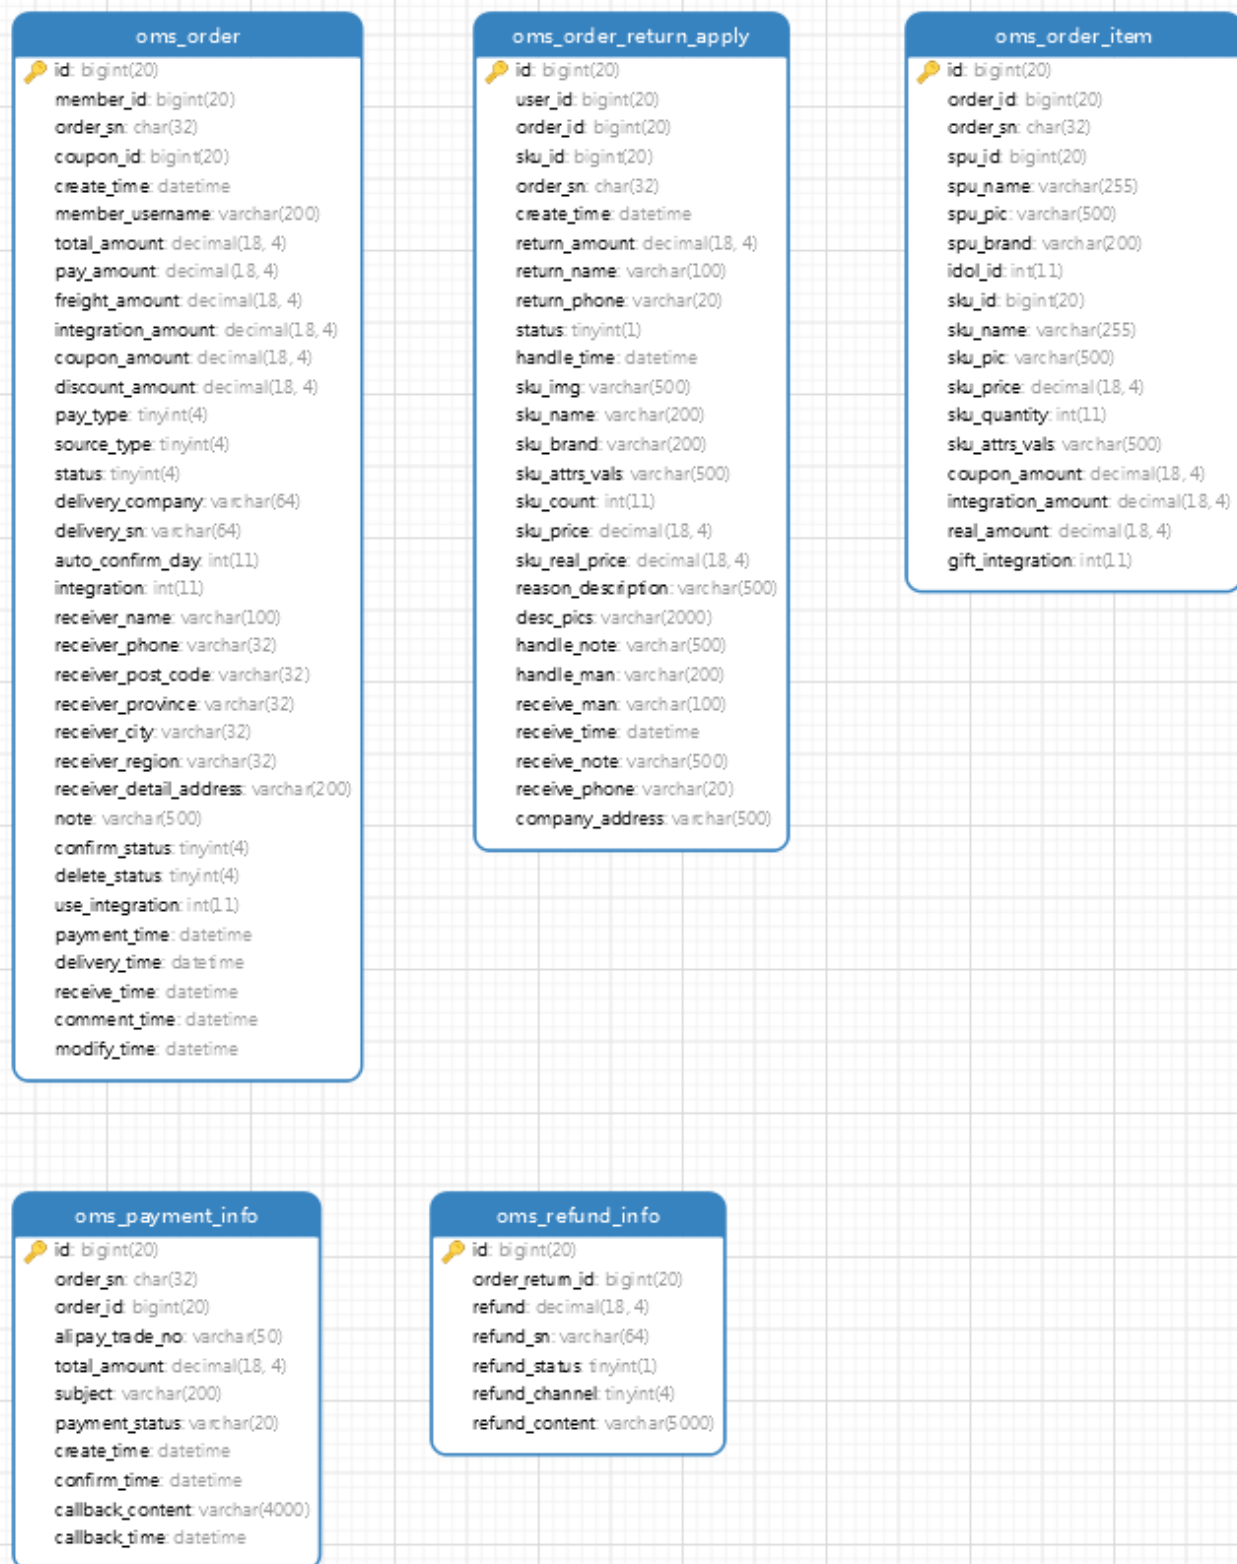 oms_order
id: bigint(20)
member_id: bigint(20)
order_sn: char(32)
coupon_id: bigint(20)
create_time: datetime
member_username: varchar(200)
total_amount: decimal(18, 4)
pay_amount: decimal(18, 4)
freight_amount: decimal(18, 4)
integration_amount: decimal(18, 4)
coupon_amount: decimal(18, 4)
discount_amount: decimal(18, 4)
pay_type: tinyint(4)
source_type: tinyint(4)
status: tinyint(4)
delivery_company: varchar(64)
delivery_sn: varchar(64)
auto_confirm_day: int(11)
integration: int(11)
receiver_name: varchar(100)
receiver_phone: varchar(32)
receiver_post_code: varchar(32)
receiver_province: varchar(32)
receiver_city: varchar(32)
receiver_region: varchar(32)
receiver_detail_address: varchar(200)
note: varchar(500)
confirm_status: tinyint(4)
delete_status: tinyint(4)
use_integration: int(11)
payment_time: datetime
delivery_time: datetime
receive_time: datetime
comment_time: datetime
modify_time: datetime
oms_order_return_apply
id: bigint(20)
user_id: bigint(20)
order_id: bigint(20)
sku_id: bigint(20)
order_sn: char(32)
create_time: datetime
return_amount: decimal(18, 4)
return_name: varchar(100)
return_phone: varchar(20)
status: tinyint(1)
handle_time: datetime
sku_img: varchar(500)
sku_name: varchar(200)
sku_brand: varchar(200)
sku_attrs_vals: varchar(500)
sku_count: int(11)
sku_price: decimal(18, 4)
sku_real_price: decimal(18, 4)
reason_description: varchar(500)
desc_pics: varchar(2000)
handle_note: varchar(500)
handle_man: varchar(200)
receive_man: varchar(100)
receive_time: datetime
receive_note: varchar(500)
receive_phone: varchar(20)
company_address: varchar(500)
oms_order_item
id: bigint(20)
order_id: bigint(20)
order_sn: char(32)
spu_id: bigint(20)
spu_name: varchar(255)
spu_pic: varchar(500)
spu_brand: varchar(200)
idol_id: int(11)
sku_id: bigint(20)
sku_name: varchar(255)
sku_pic: varchar(500)
sku_price: decimal(18, 4)
sku_quantity: int(11)
sku_attrs_vals: varchar(500)
coupon_amount: decimal(18, 4)
integration_amount: decimal(18, 4)
real_amount: decimal(18, 4)
gift_integration: int(11)
oms_payment_info
id: bigint(20)
order_sn: char(32)
order_id: bigint(20)
alipay_trade_no: varchar(50)
total_amount: decimal(18, 4)
subject: varchar(200)
payment_status: varchar(20)
create_time: datetime
confirm_time: datetime
callback_content: varchar(4000)
callback_time: datetime
oms_refund_info
id: bigint(20)
order_return_id: bigint(20)
refund: decimal(18, 4)
refund_sn: varchar(64)
refund_status: tinyint(1)
refund_channel: tinyint(4)
refund_content: varchar(5000)